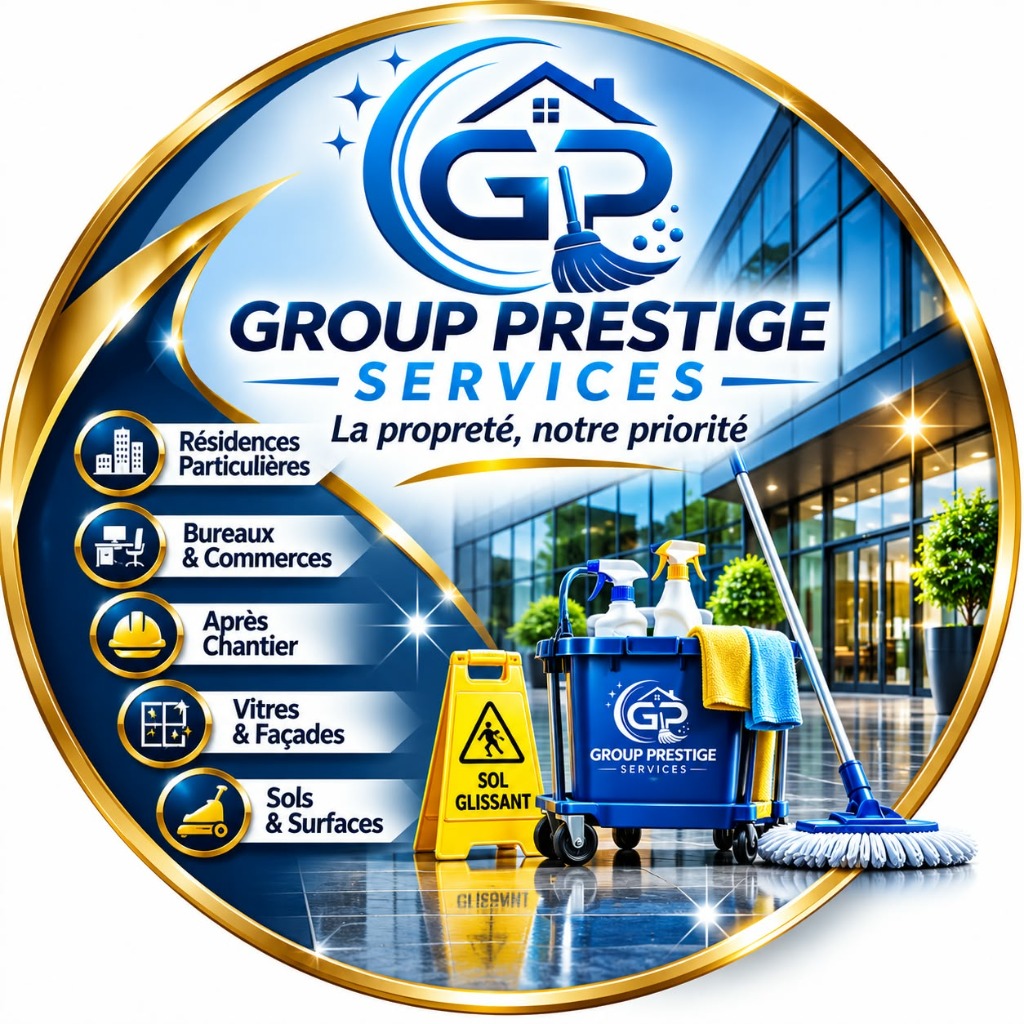 GP
GROUP PRESTIGE
SERVICES
La propreté, notre priorité
Résidences
Particulières
Bureaux
& Commerces
Après
Chantier
Vitres
& Façades
Sols
& Surfaces
SOL
GLISSANT
GP
GROUP PRESTIGE
SERVICES